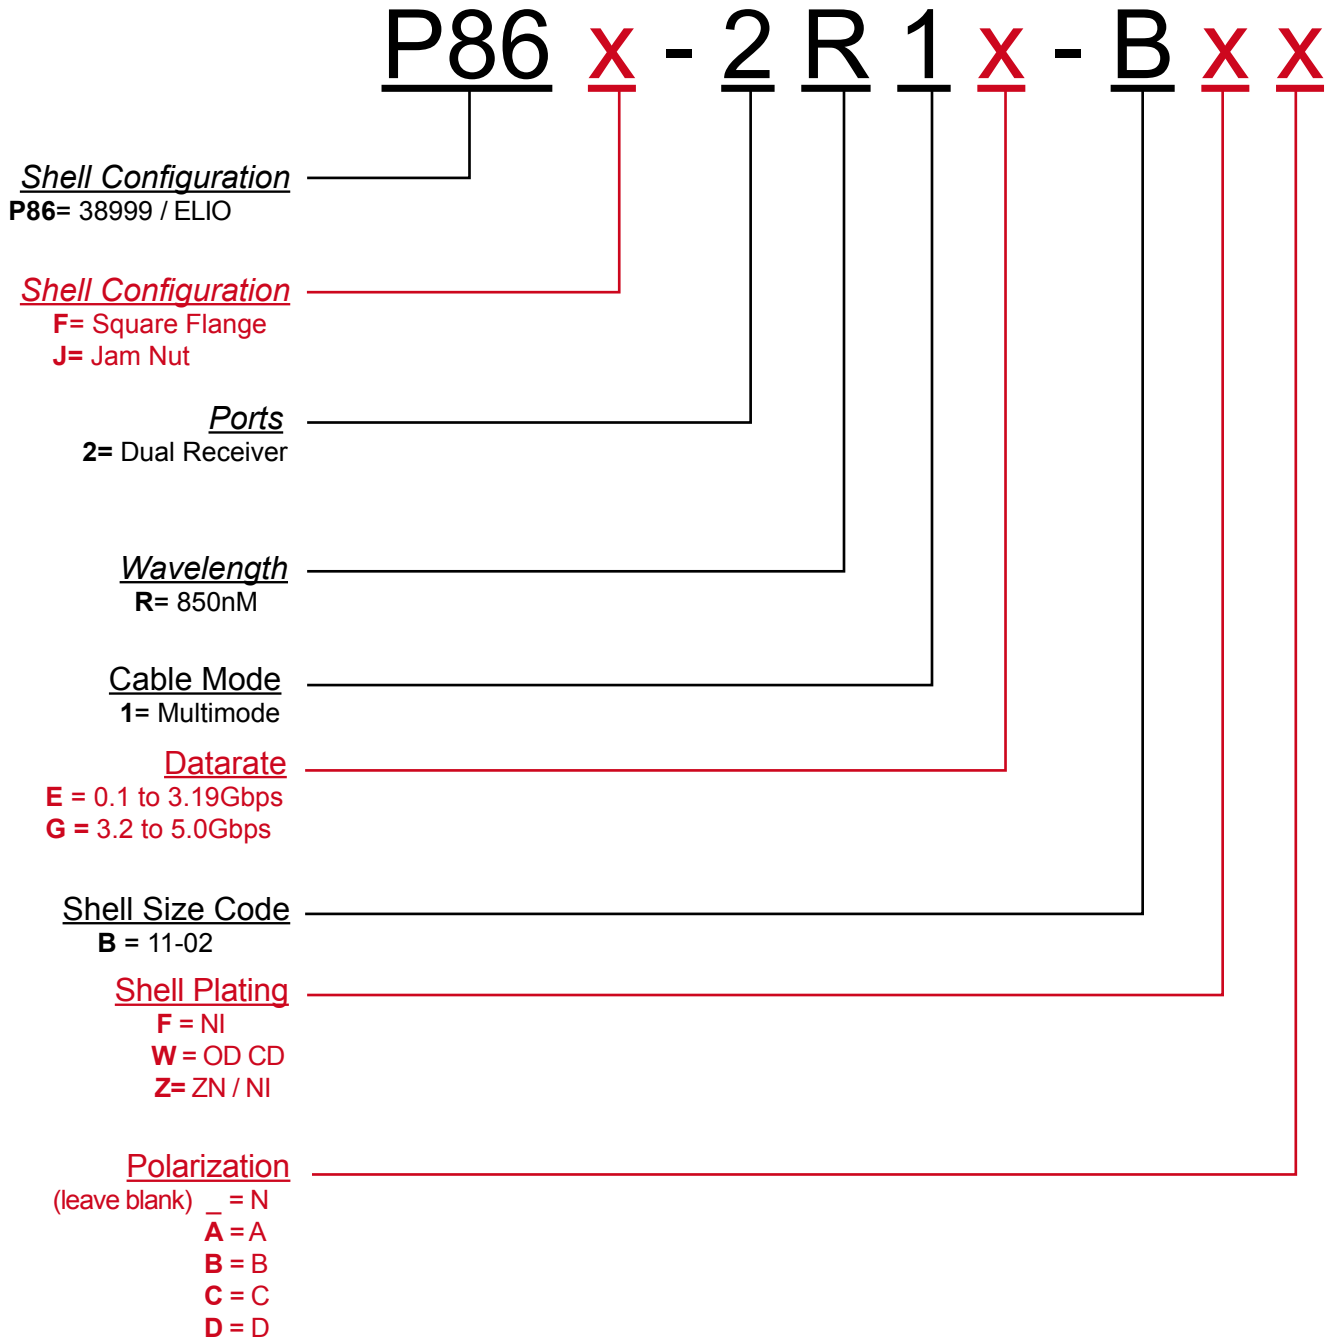 P86 x - 2 R 1 x - B x x
Shell Configuration
P86= 38999 / ELIO
Shell Configuration
F= Square Flange
J= Jam Nut
Ports
2= Dual Receiver
Wavelength
R= 850nM
Cable Mode
1= Multimode
Datarate
E = 0.1 to 3.19Gbps
G = 3.2 to 5.0Gbps
Shell Size Code
B = 11-02
Shell Plating
F = NI
W = OD CD
Z= ZN / NI
Polarization
(leave blank) _ = N
A = A
B = B
C = C
D = D